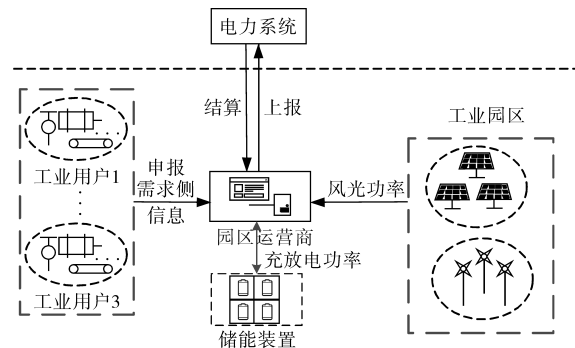 电力系统
结算
上报
工业园区
工业用户1
申报
需求侧
信息
风光功率
园区运营商
充放电功率
工业用户3
储能装置